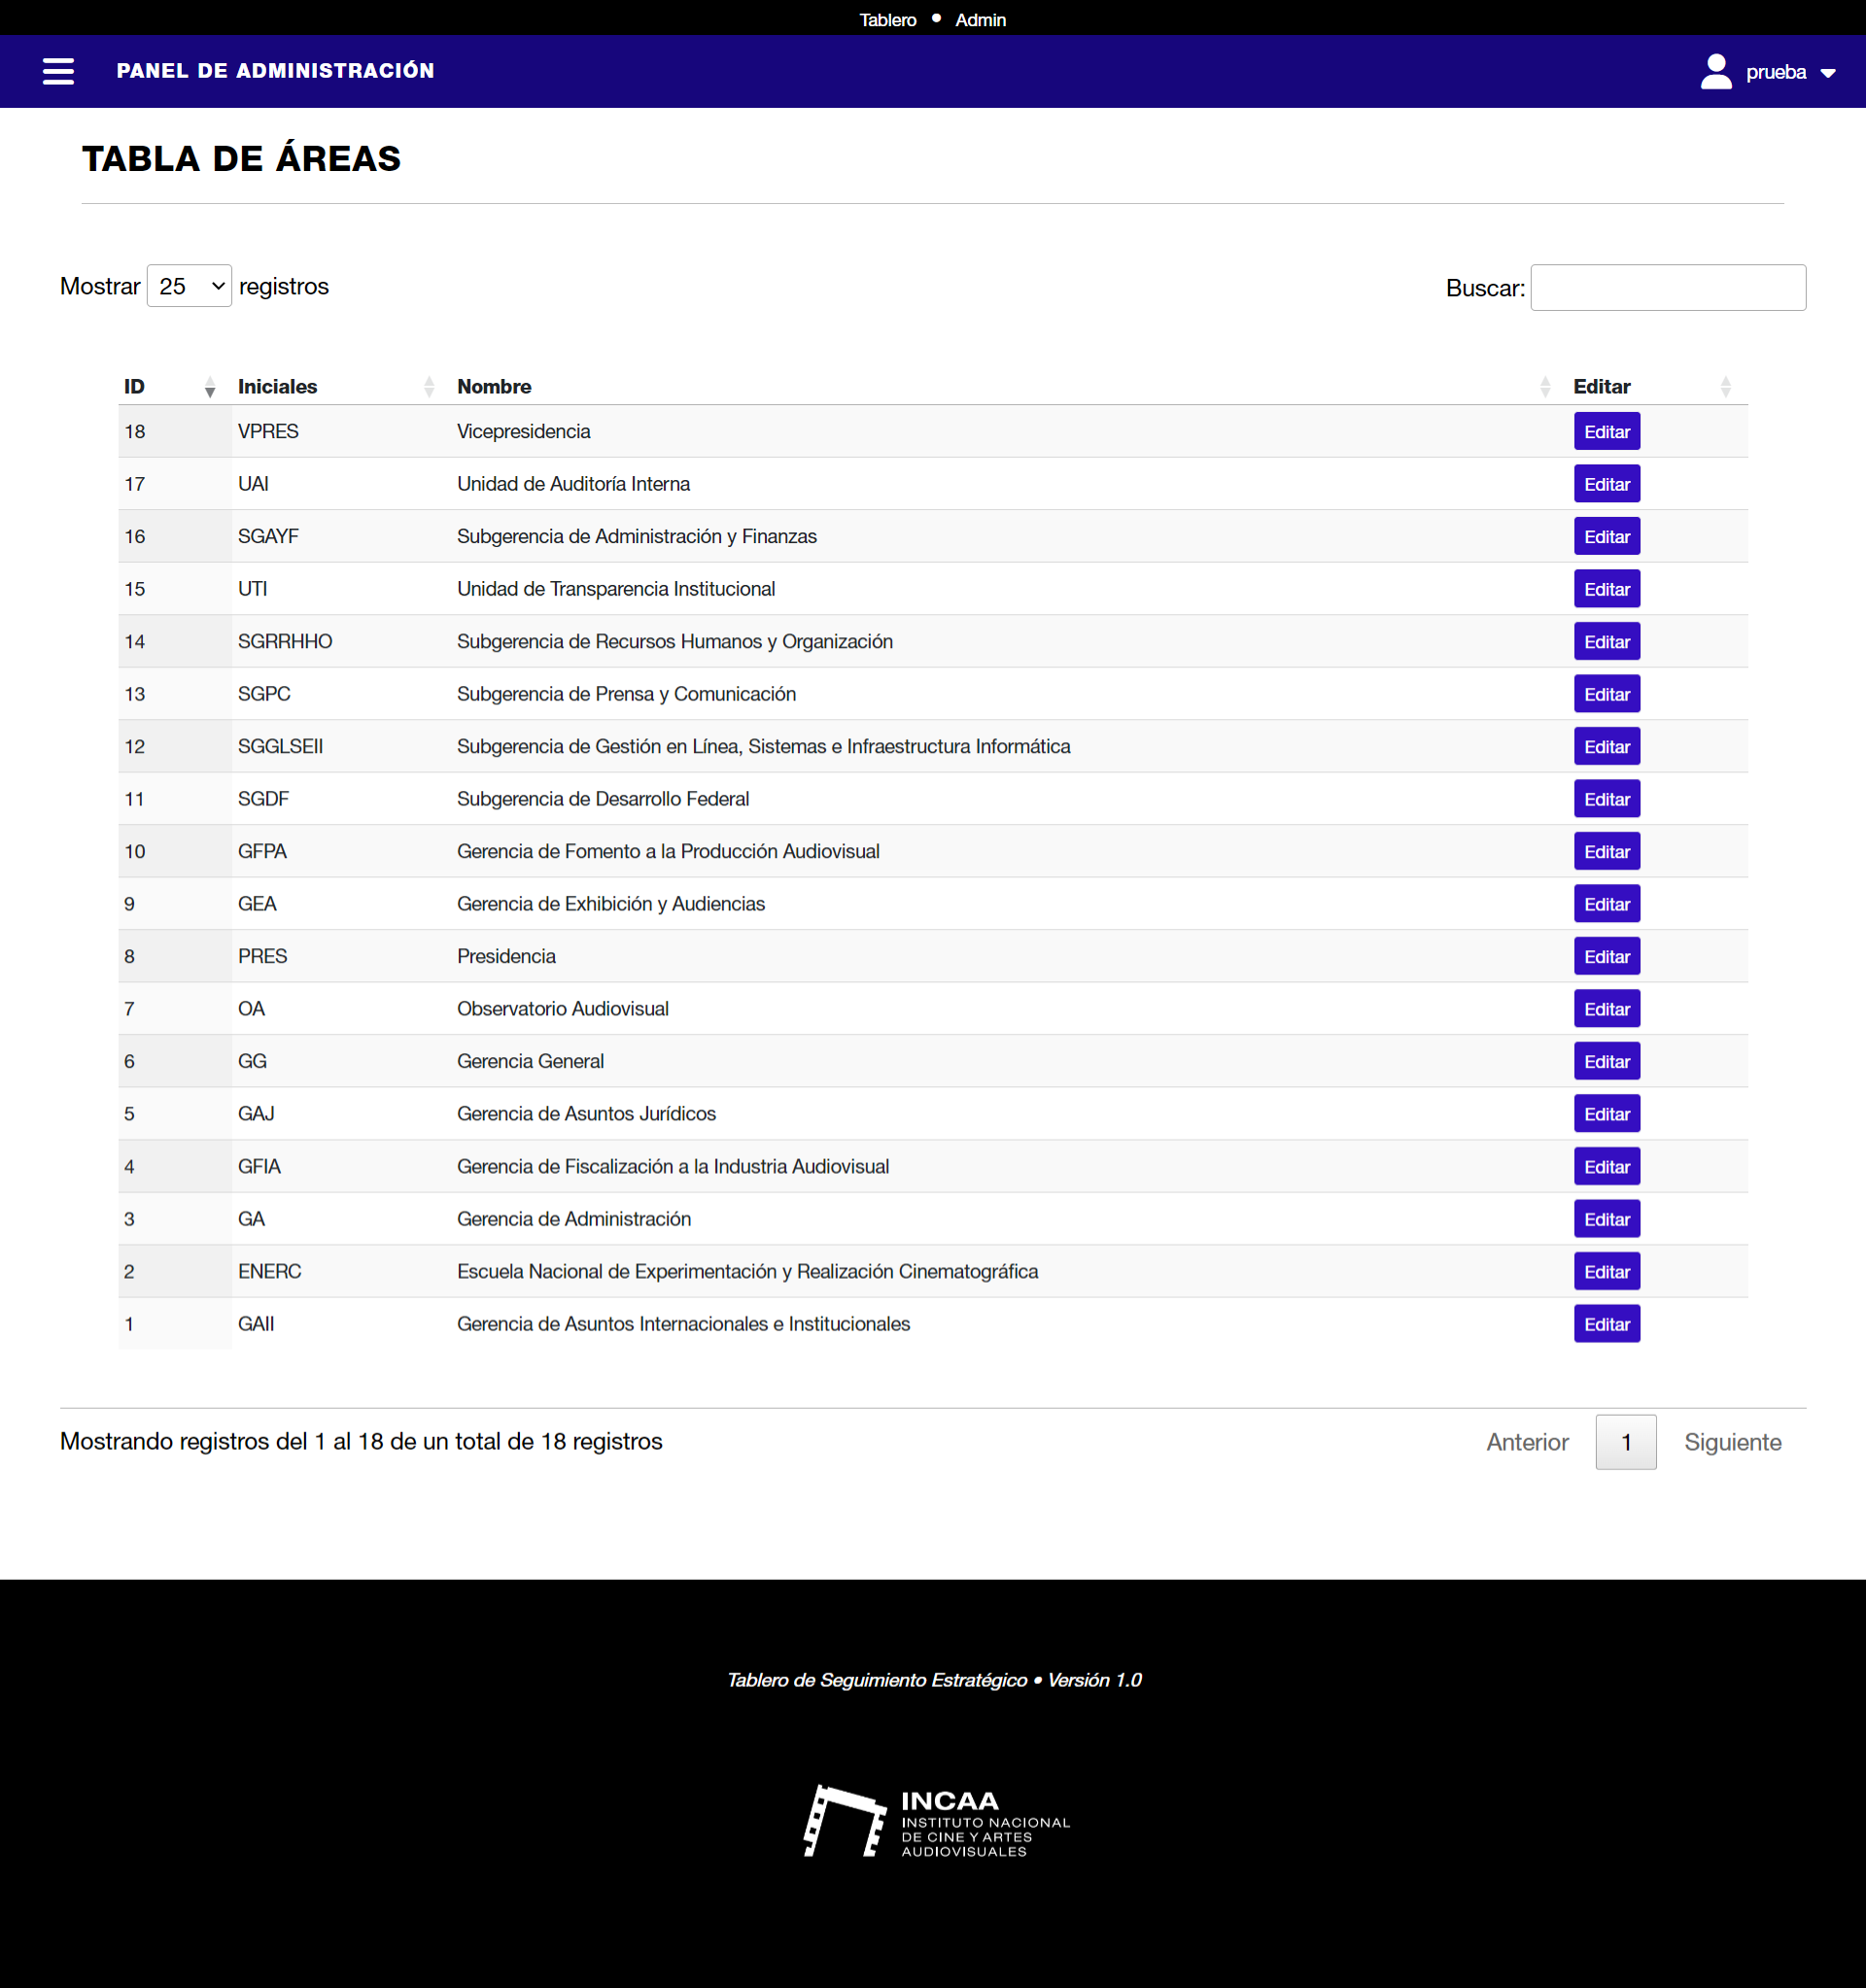 Tablero • Admin
PANEL DE ADMINISTRACIÓN
prueba
TABLA DE ÁREAS
Mostrar 25 registros
Buscar:
ID Iniciales Nombre Editar
18 VPRES Vicepresidencia Editar
17 UAI Unidad de Auditoría Interna Editar
16 SGAYF Subgerencia de Administración y Finanzas Editar
15 UTI Unidad de Transparencia Institucional Editar
14 SGRRHHO Subgerencia de Recursos Humanos y Organización Editar
13 SGPC Subgerencia de Prensa y Comunicación Editar
12 SGGLSEII Subgerencia de Gestión en Línea, Sistemas e Infraestructura Informática Editar
11 SGDF Subgerencia de Desarrollo Federal Editar
10 GFPA Gerencia de Fomento a la Producción Audiovisual Editar
9 GEA Gerencia de Exhibición y Audiencias Editar
8 PRES Presidencia Editar
7 OA Observatorio Audiovisual Editar
6 GG Gerencia General Editar
5 GAJ Gerencia de Asuntos Jurídicos Editar
4 GFIA Gerencia de Fiscalización a la Industria Audiovisual Editar
3 GA Gerencia de Administración Editar
2 ENERC Escuela Nacional de Experimentación y Realización Cinematográfica Editar
1 GAII Gerencia de Asuntos Internacionales e Institucionales Editar
Mostrando registros del 1 al 18 de un total de 18 registros
Anterior 1 Siguiente
Tablero de Seguimiento Estratégico • Versión 1.0
INCAA
INSTITUTO NACIONAL
DE CINE Y ARTES
AUDIOVISUALES